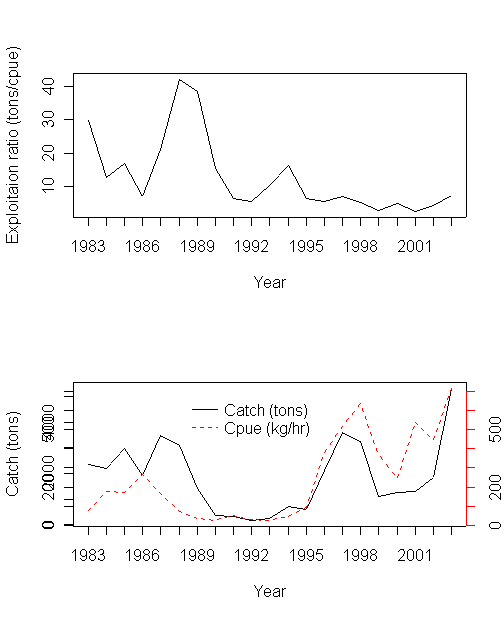 Exploitaion ratio (tons/cpue)
40
30
20
10
1983 1986 1989 1992 1995 1998 2001
Year
Catch (tons)
Catch (tons)
Cpue (kg/hr)
500
200
0
0
1983 1986 1989 1992 1995 1998 2001
Year